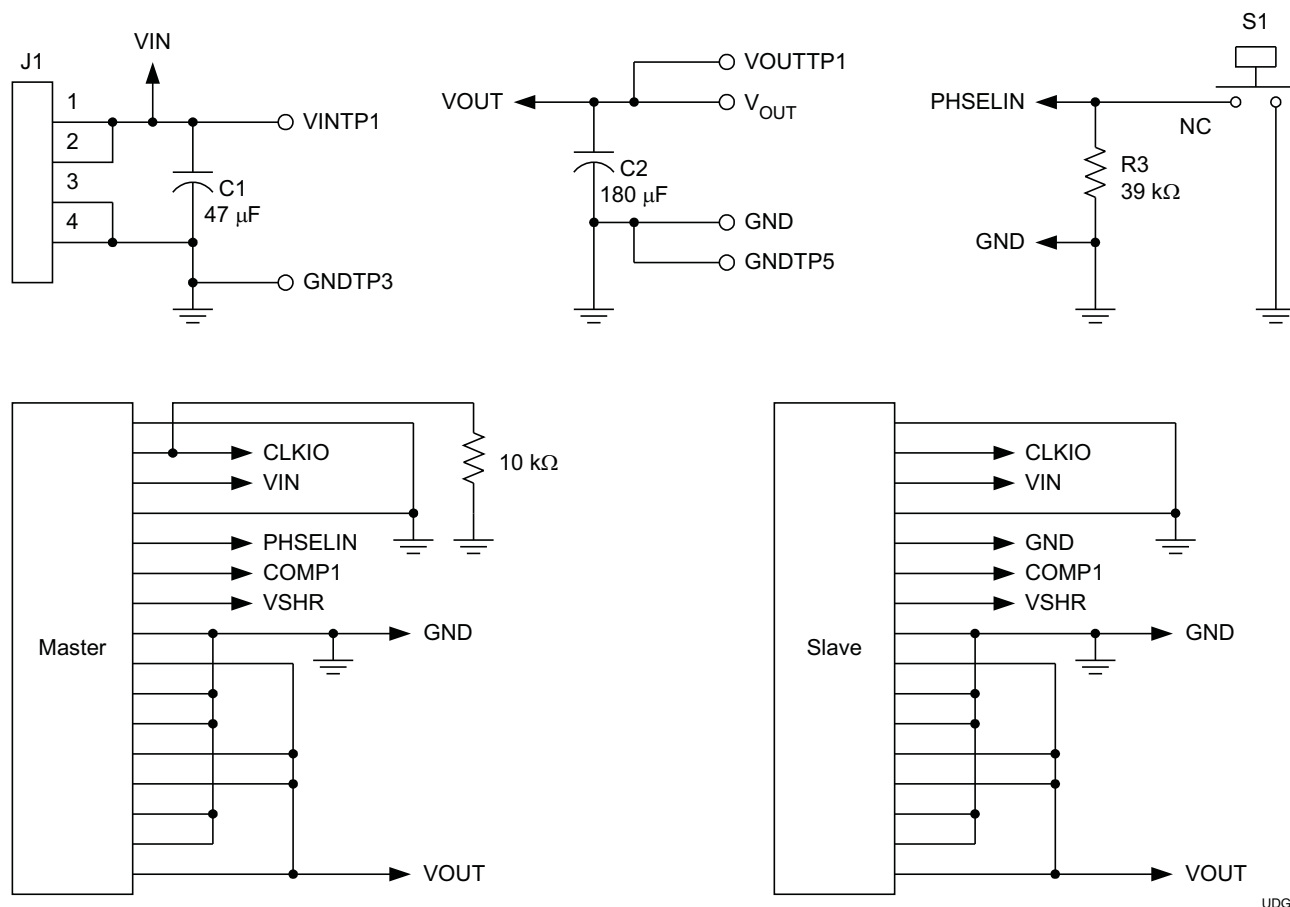 J1
VIN
1
2
3
4
VINTP1
C1
47 µF
GNDTP3
VOUT
VOUTTP1
VOUT
C2
180 µF
GND
GNDTP5
S1
PHSELIN
NC
R3
39 kΩ
GND
Master
CLKIO
10 kΩ
VIN
PHSELIN
COMP1
VSHR
GND
VOUT
Slave
CLKIO
VIN
GND
COMP1
VSHR
GND
VOUT
UDG